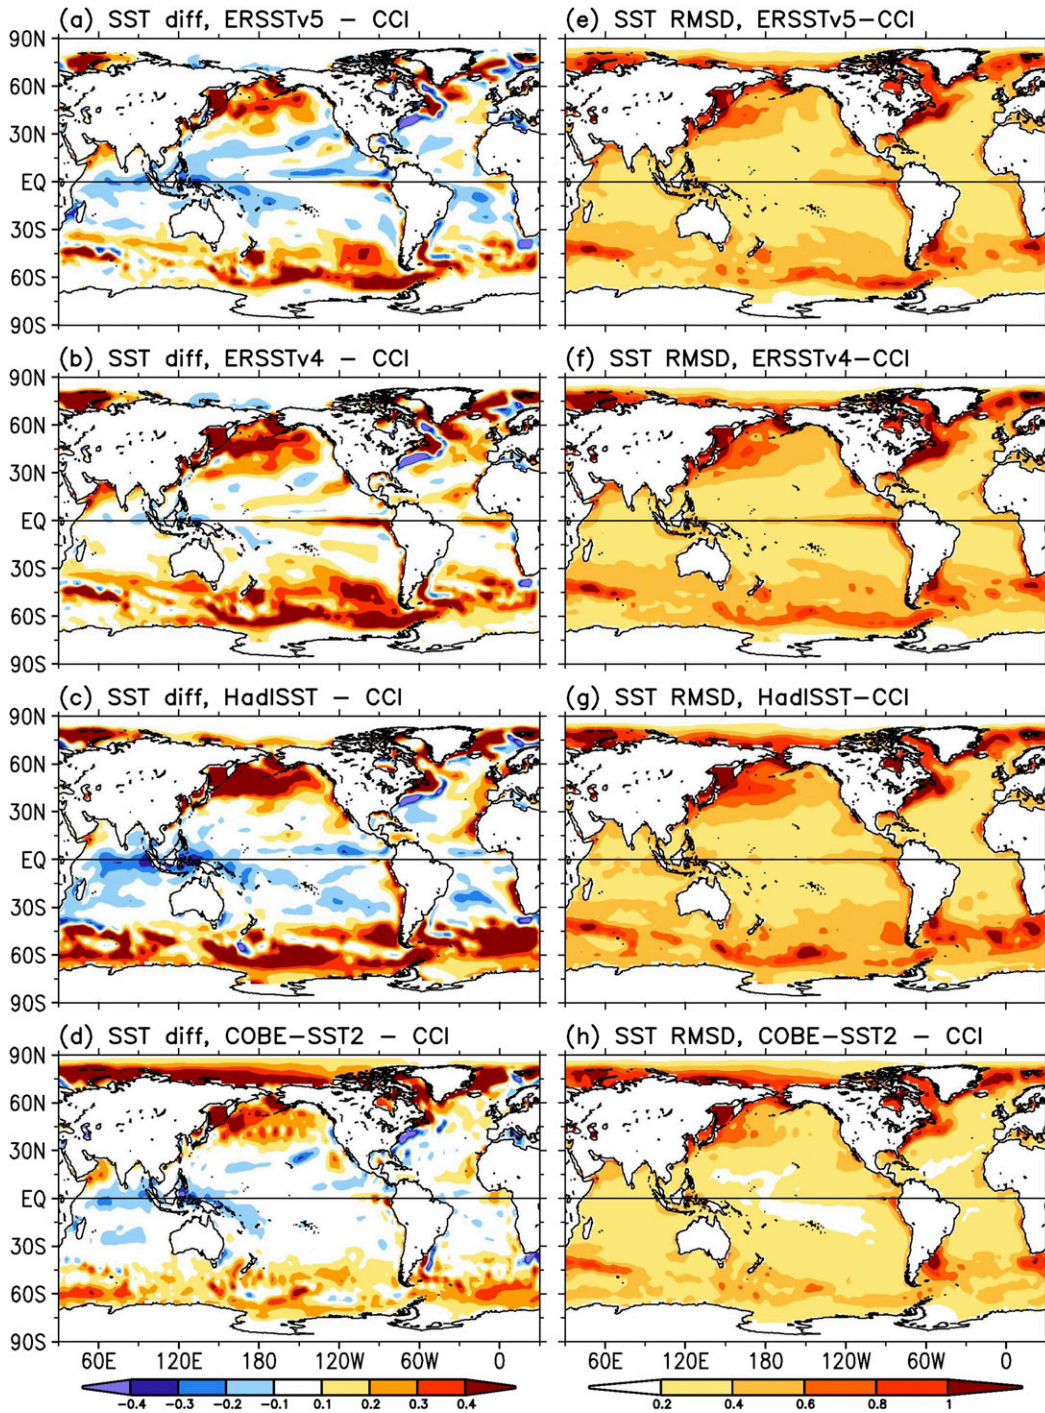 (a) SST diff, ERSSTv5 − CCI
(e) SST RMSD, ERSSTv5−CCI
90N
60N
30N
EQ
30S
60S
90S
(b) SST diff, ERSSTv4 − CCI
(f) SST RMSD, ERSSTv4−CCI
90N
60N
30N
EQ
30S
60S
90S
(c) SST diff, HadISST − CCI
(g) SST RMSD, HadISST−CCI
90N
60N
30N
EQ
30S
60S
90S
(d) SST diff, COBE−SST2 − CCI
(h) SST RMSD, COBE−SST2 − CCI
90N
60N
30N
EQ
30S
60S
90S
60E 120E 180 120W 60W 0 60E 120E 180 120W 60W 0
−0.4 −0.3 −0.2 −0.1 0.1 0.2 0.3 0.4 0.2 0.4 0.6 0.8 1